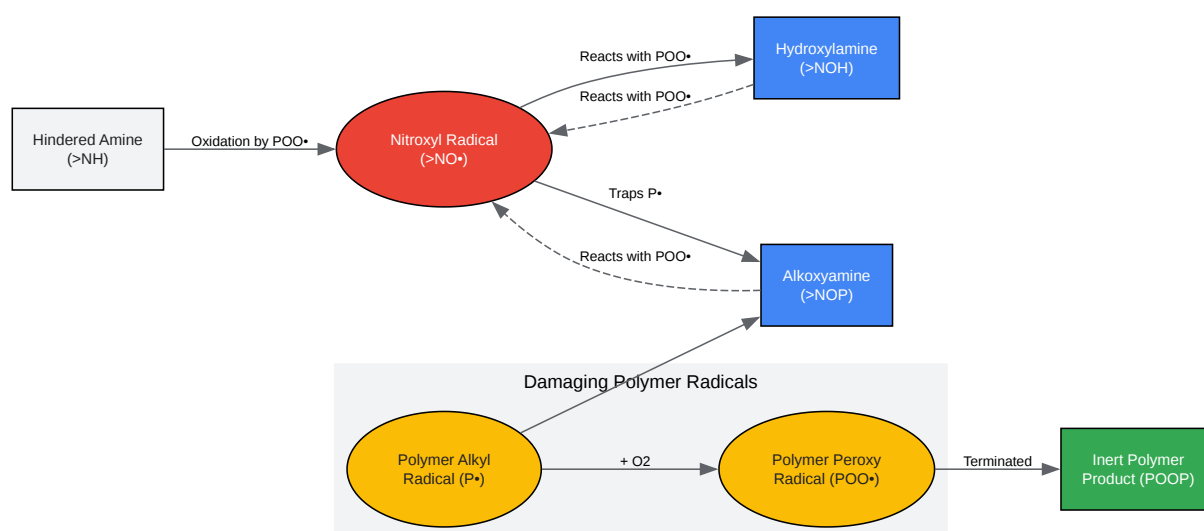 Hydroxylamine
(>NOH)
Reacts with POO•
Reacts with POO•
Hindered Amine
(>NH)
Oxidation by POO•
Nitroxyl Radical
(>NO•)
Traps P•
Reacts with POO•
Alkoxyamine
(>NOP)
Damaging Polymer Radicals
Polymer Alkyl
Radical (P•)
+ O2
Polymer Peroxy
Radical (POO•)
Terminated
Inert Polymer
Product (POOP)